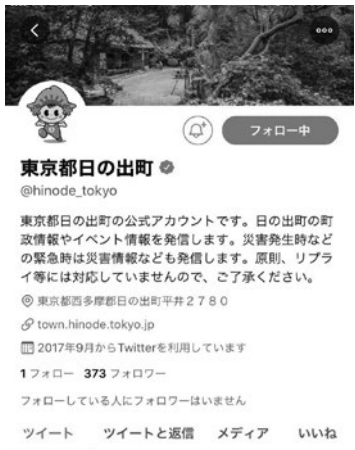 フォロー中
東京都日の出町
@hinode_tokyo
東京都日の出町の公式アカウントです。日の出町の町
政情報やイベント情報を発信します。災害発生時など
の緊急時は災害情報なども発信します。原則、リプラ
イ等には対応していませんので、ご了承ください。
東京都西多摩郡日の出町平井２７８０
town.hinode.tokyo.jp
2017年9月からTwitterを利用しています
1 フォロー 373 フォロワー
フォローしている人にフォロワーはいません
ツイート ツイートと返信 メディア いいね